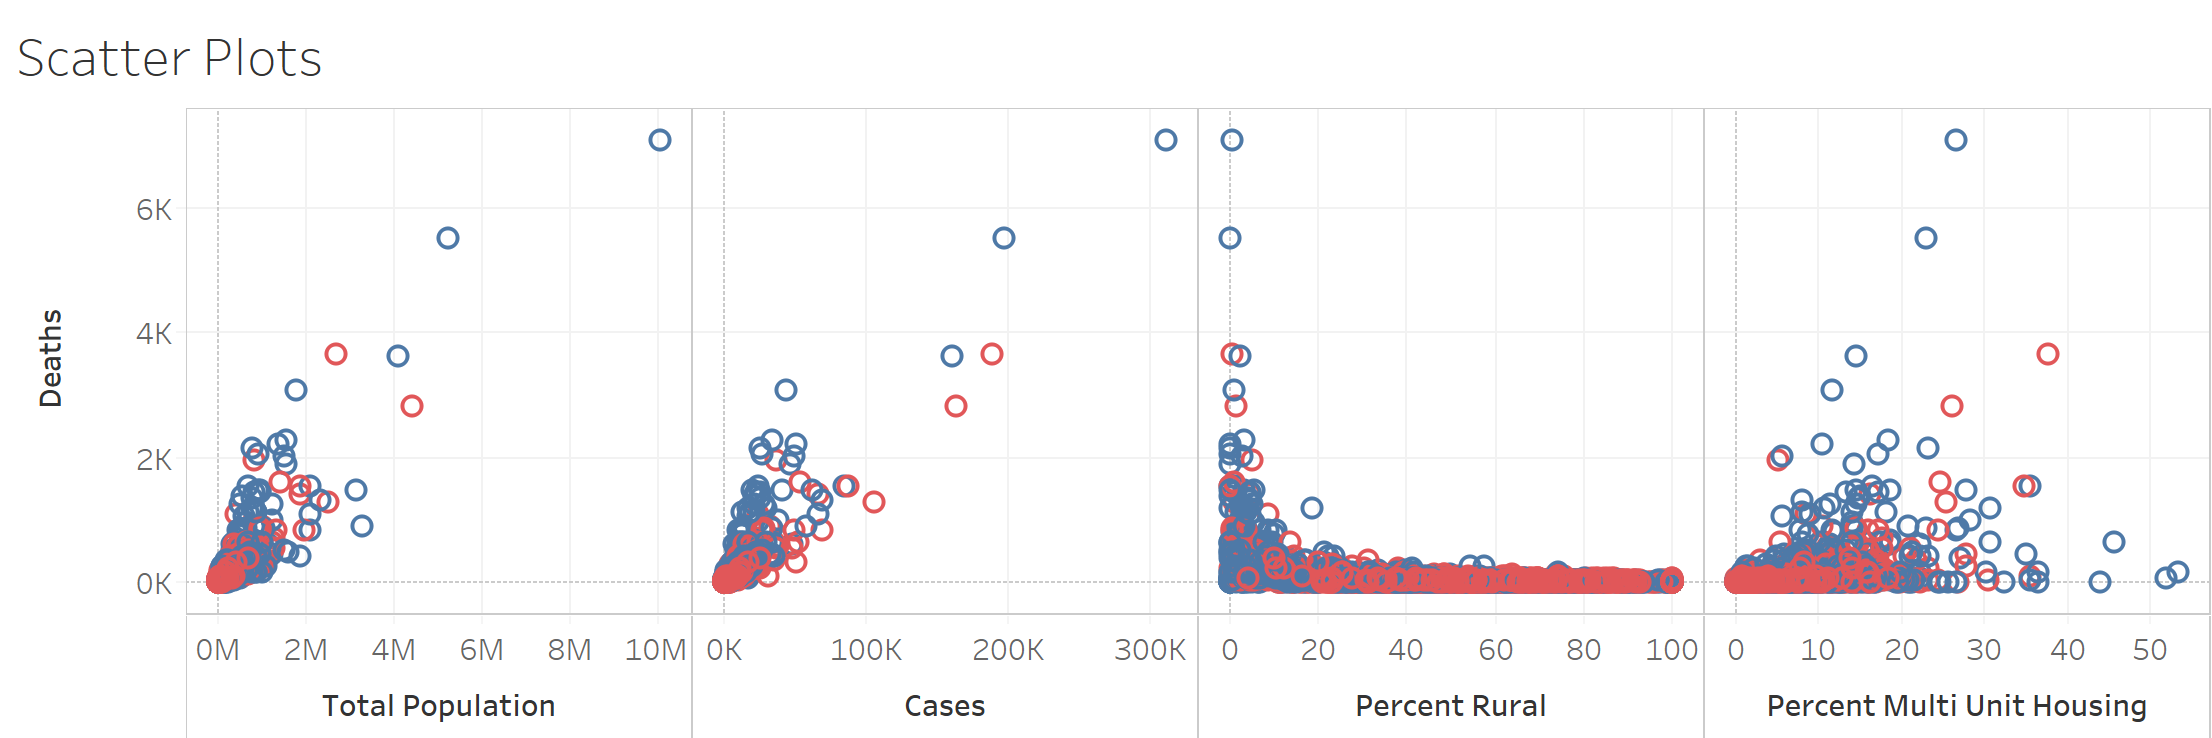 Scatter Plots
Deaths
6K
4K
2K
0K
0M 2M 4M 6M 8M 10M 0K 100K 200K 300K 0 20 40 60 80 100 0 10 20 30 40 50
Total Population Cases Percent Rural Percent Multi Unit Housing